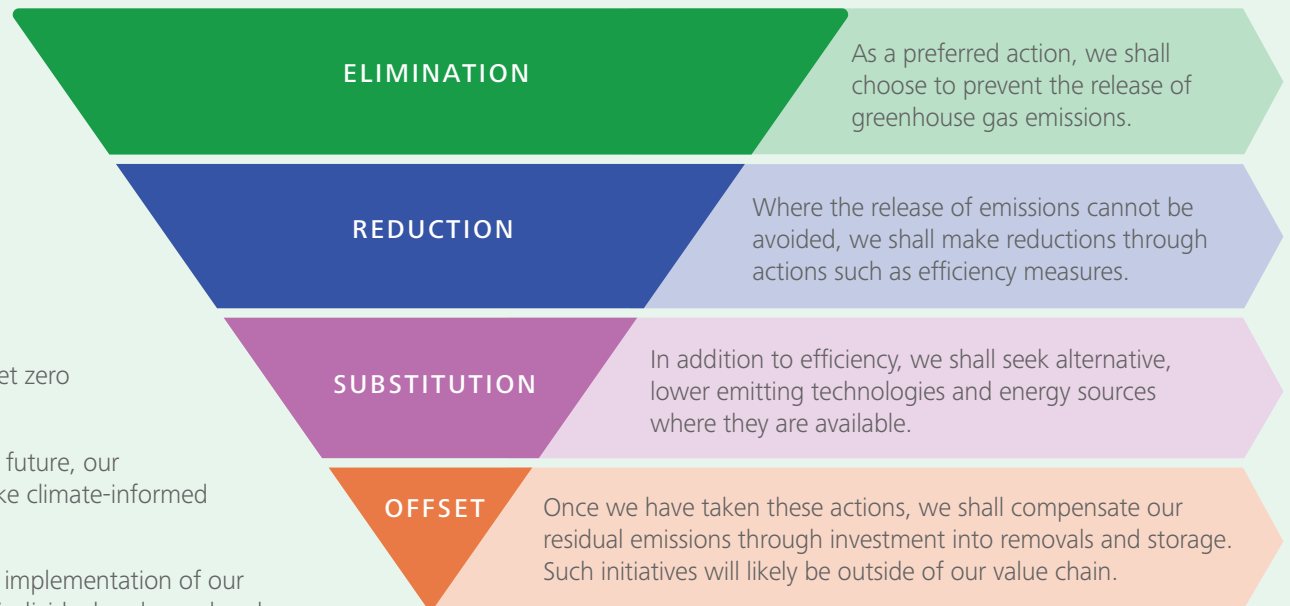 ELIMINATION
As a preferred action, we shall
choose to prevent the release of
greenhouse gas emissions.
REDUCTION
Where the release of emissions cannot be
avoided, we shall make reductions through
actions such as efficiency measures.
SUBSTITUTION
In addition to efficiency, we shall seek alternative,
lower emitting technologies and energy sources
where they are available.
OFFSET
Once we have taken these actions, we shall compensate our
residual emissions through investment into removals and storage.
Such initiatives will likely be outside of our value chain.
zero
future, our
climate-informed
implementation of our